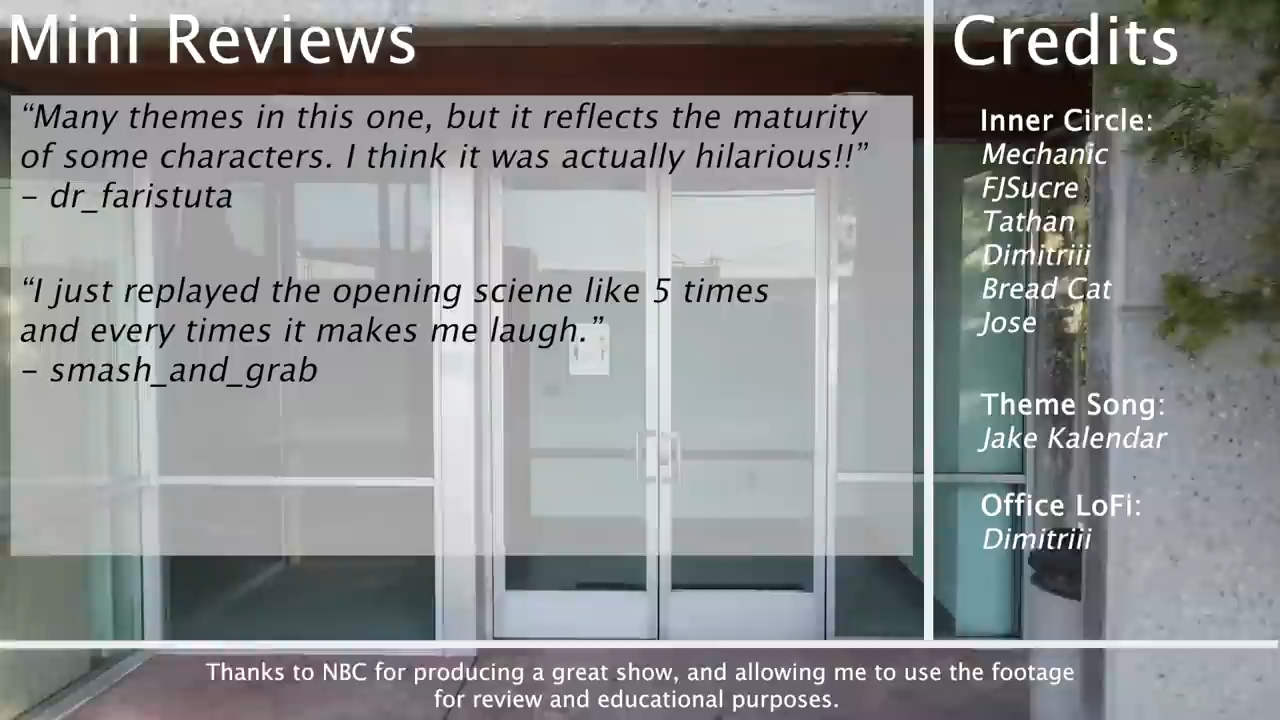 Mini Reviews
“Many themes in this one, but it reflects the maturity
of some characters. I think it was actually hilarious!!”
– dr_faristuta
“I just replayed the opening sciene like 5 times
and every times it makes me laugh.”
– smash_and_grab
Credits
Inner Circle:
Mechanic
FJSucre
Tathan
Dimitriii
Bread Cat
Jose
Theme Song:
Jake Kalendar
Office LoFi:
Dimitriii
Thanks to NBC for producing a great show, and allowing me to use the footage
for review and educational purposes.